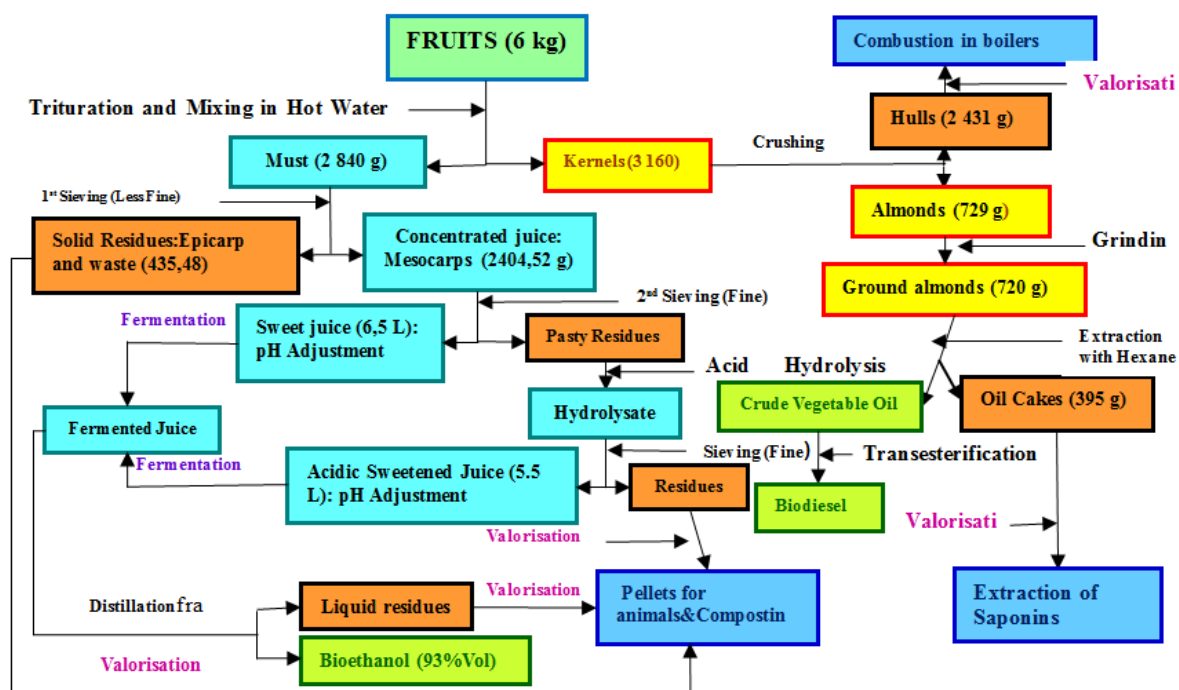 FRUITS (6 kg)
Combustion in boilers
Valorisati
Trituration and Mixing in Hot Water
Hulls (2 431 g)
Crushing
Must (2 840 g)
Kernels(3 160)
1st Sieving (Less Fine)
Almonds (729 g)
Solid Residues:Epicarp
and waste (435,48)
Concentrated juice:
Mesocarps (2404,52 g)
Grindin
Ground almonds (720 g)
2nd Sieving (Fine)
Fermentation
Sweet juice (6,5 L):
pH Adjustment
Pasty Residues
Extraction
with Hexane
Acid Hydrolysis
Crude Vegetable Oil
Oil Cakes (395 g)
Hydrolysate
Fermented Juice
Sieving (Fine)
Transesterification
Fermentation
Acidic Sweetened Juice (5.5
L): pH Adjustment
Residues
Biodiesel
Valorisati
Valorisation
Distillation fra
Liquid residues
Valorisation
Pellets for
animals&Compostin
Extraction of
Saponins
Valorisation
Bioethanol (93%Vol)